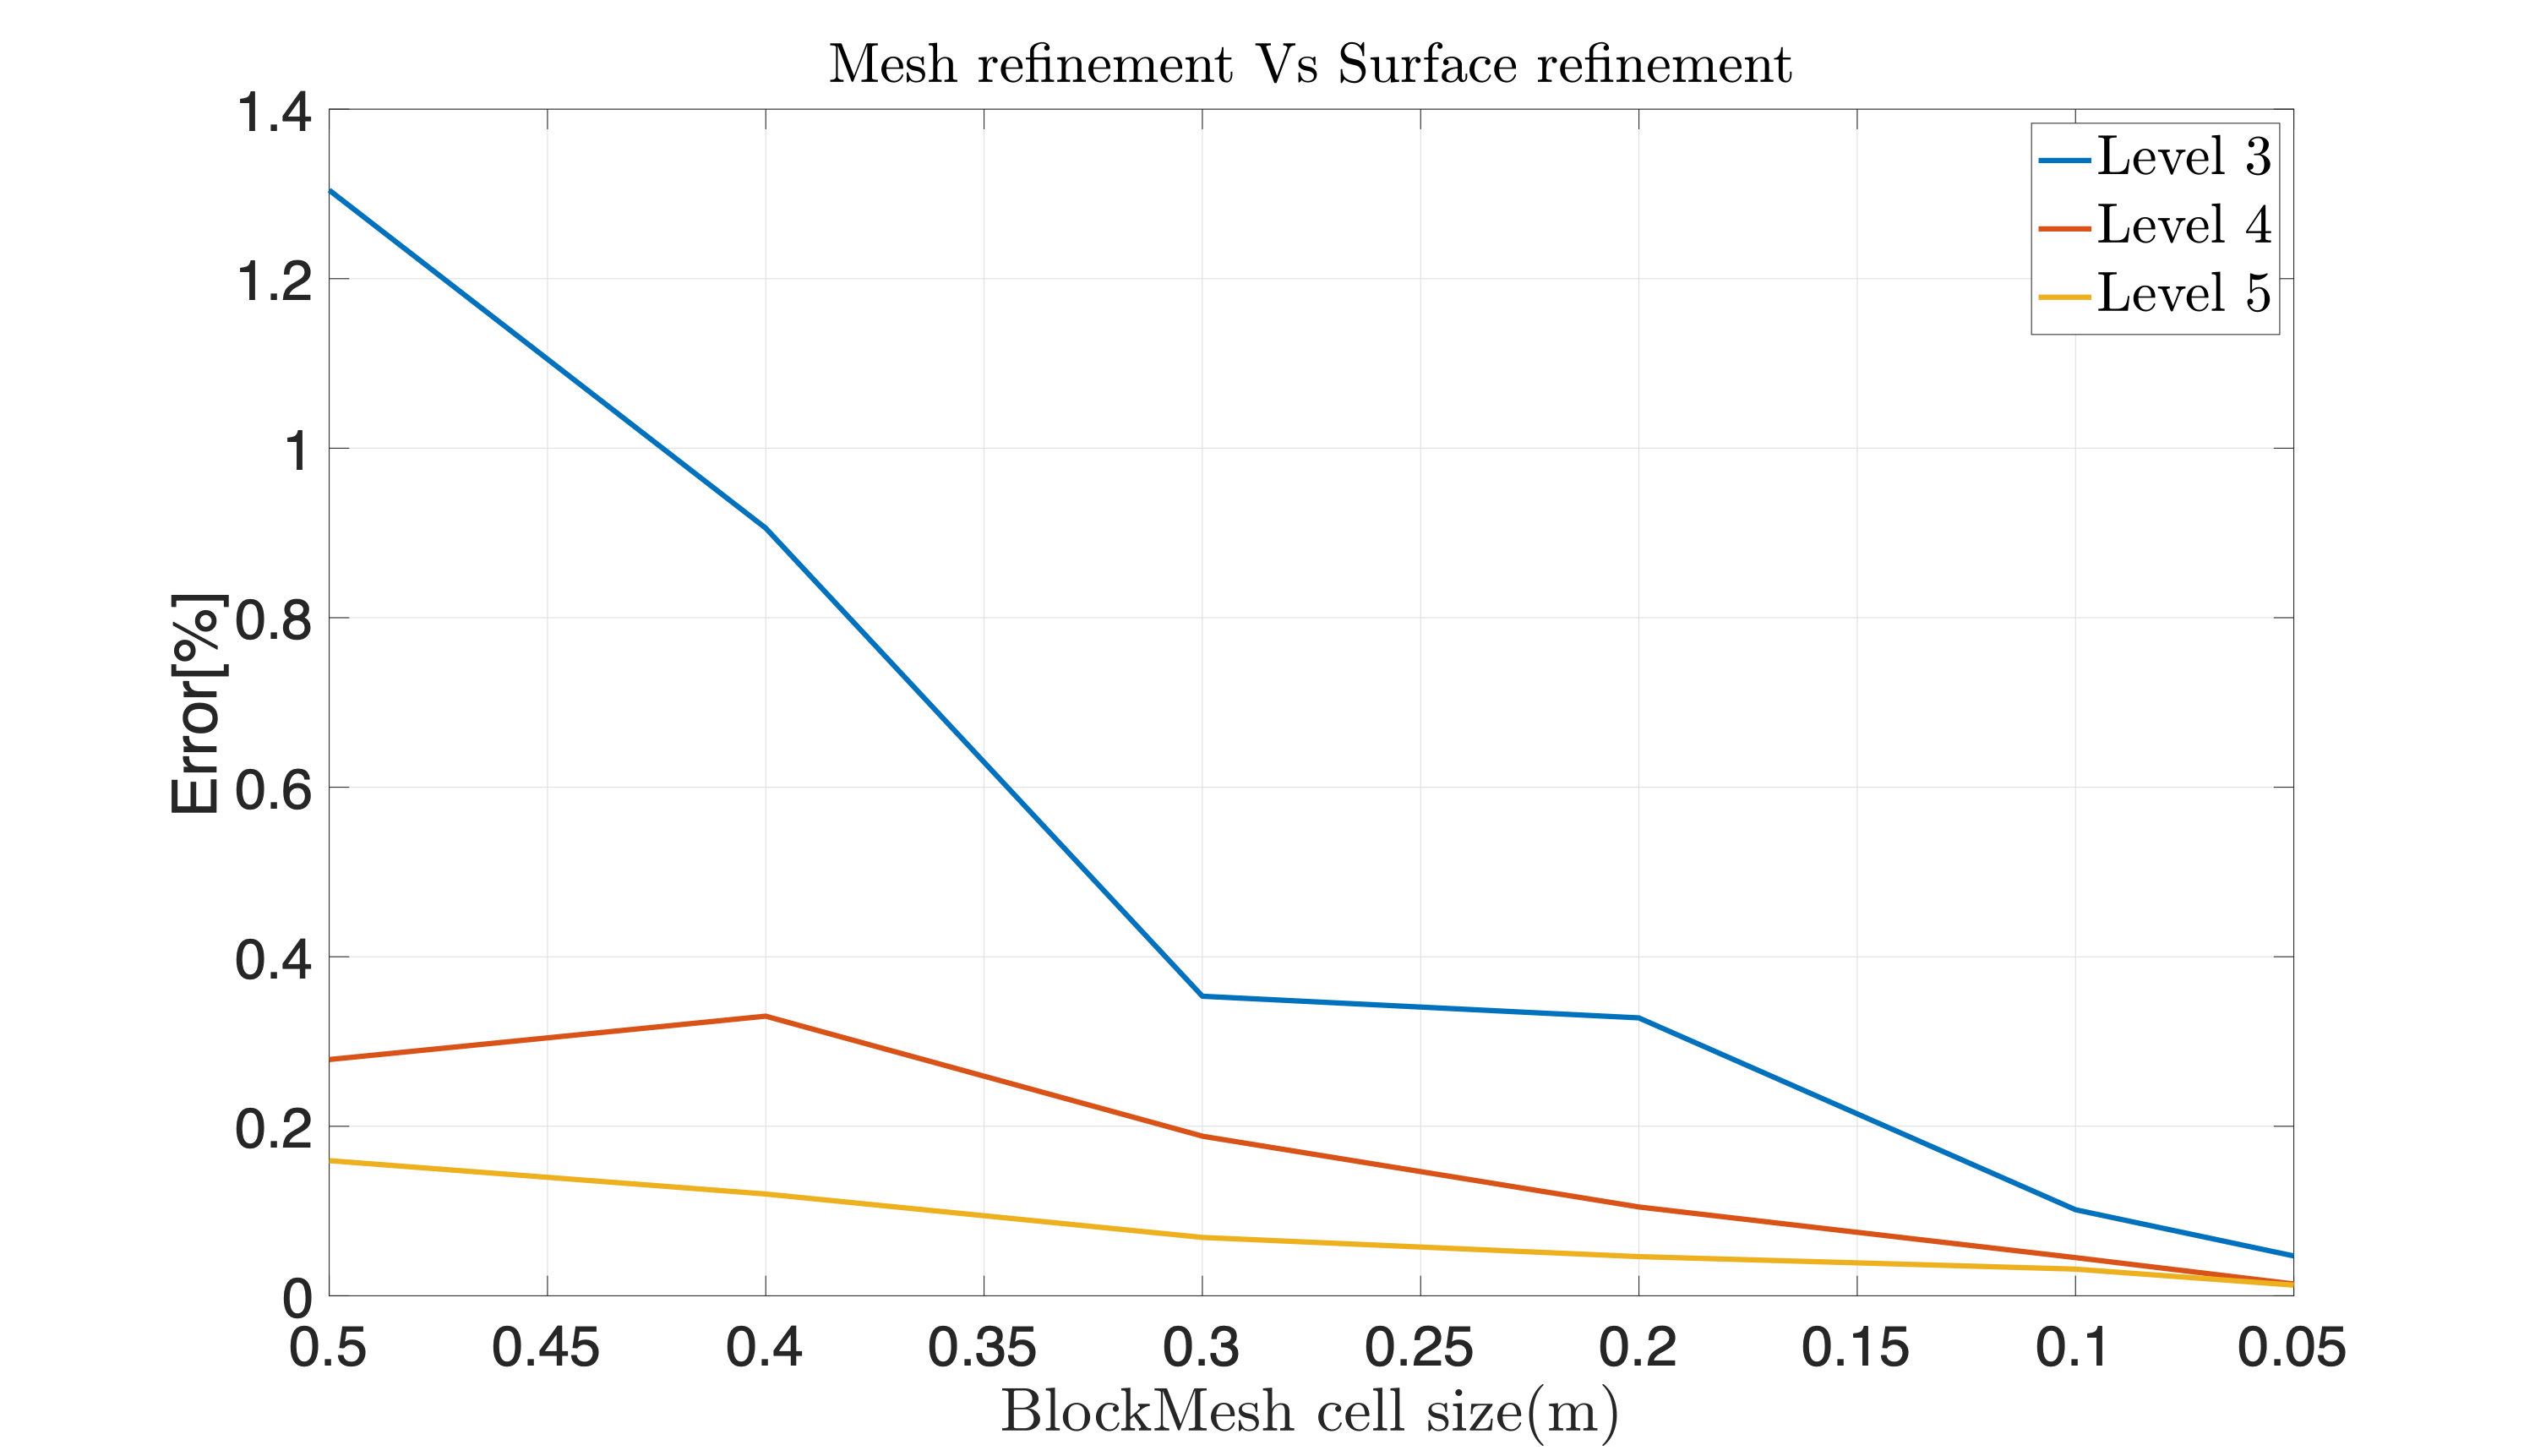 Mesh refinement Vs Surface refinement
1.4
1.2
1
0.8
0.6
0.4
0.2
0
Error[%]
Level 3
Level 4
Level 5
0.5 0.45 0.4 0.35 0.3 0.25 0.2 0.15 0.1 0.05
BlockMesh cell size(m)